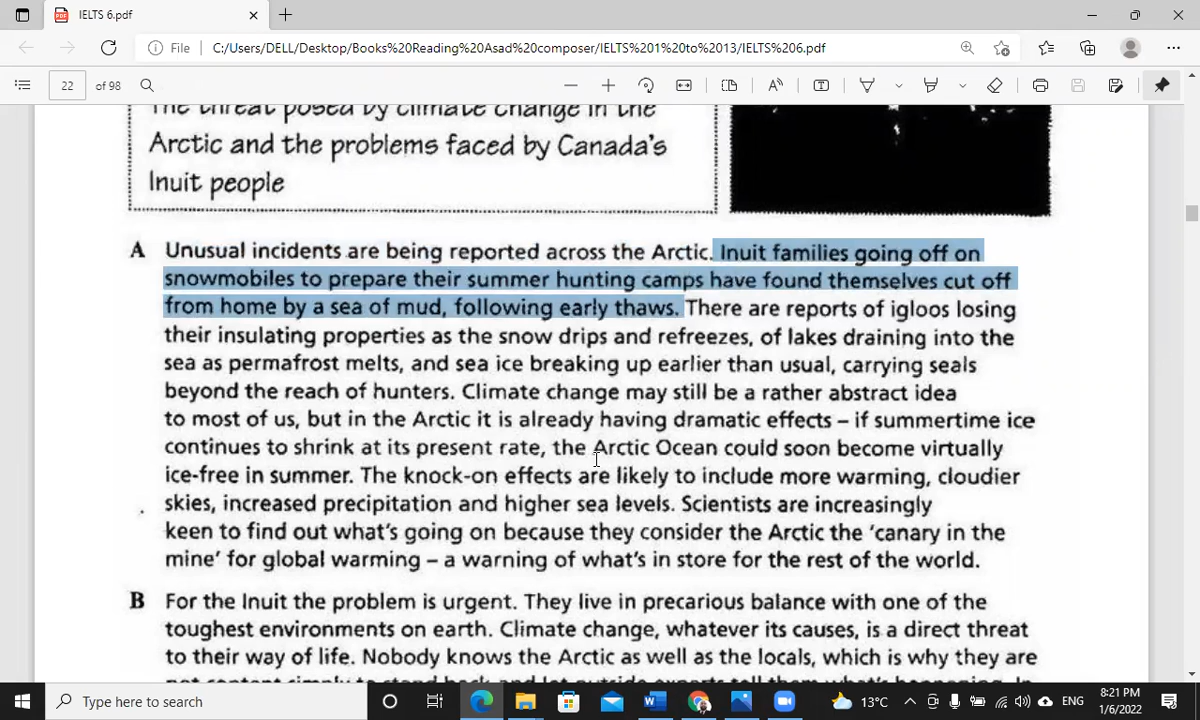 IELTS 6.pdf
File
C:/Users/DELL/Desktop/Books%20Reading%20Asad%20composer/IELTS%201%20to%2013/IELTS%206.pdf
22 of 98
The threat posed by climate change in the
Arctic and the problems faced by Canada's
Inuit people
A Unusual incidents are being reported across the Arctic. Inuit families going off on
snowmobiles to prepare their summer hunting camps have found themselves cut off
from home by a sea of mud, following early thaws. There are reports of igloos losing
their insulating properties as the snow drips and refreezes, of lakes draining into the
sea as permafrost melts, and sea ice breaking up earlier than usual, carrying seals
beyond the reach of hunters. Climate change may still be a rather abstract idea
to most of us, but in the Arctic it is already having dramatic effects – if summertime ice
continues to shrink at its present rate, the Arctic Ocean could soon become virtually
ice-free in summer. The knock-on effects are likely to include more warming, cloudier
skies, increased precipitation and higher sea levels. Scientists are increasingly
keen to find out what's going on because they consider the Arctic the 'canary in the
mine' for global warming – a warning of what's in store for the rest of the world.
B For the Inuit the problem is urgent. They live in precarious balance with one of the
toughest environments on earth. Climate change, whatever its causes, is a direct threat
to their way of life. Nobody knows the Arctic as well as the locals, which is why they are
Type here to search
13°C
ENG
8:21 PM
1/6/2022